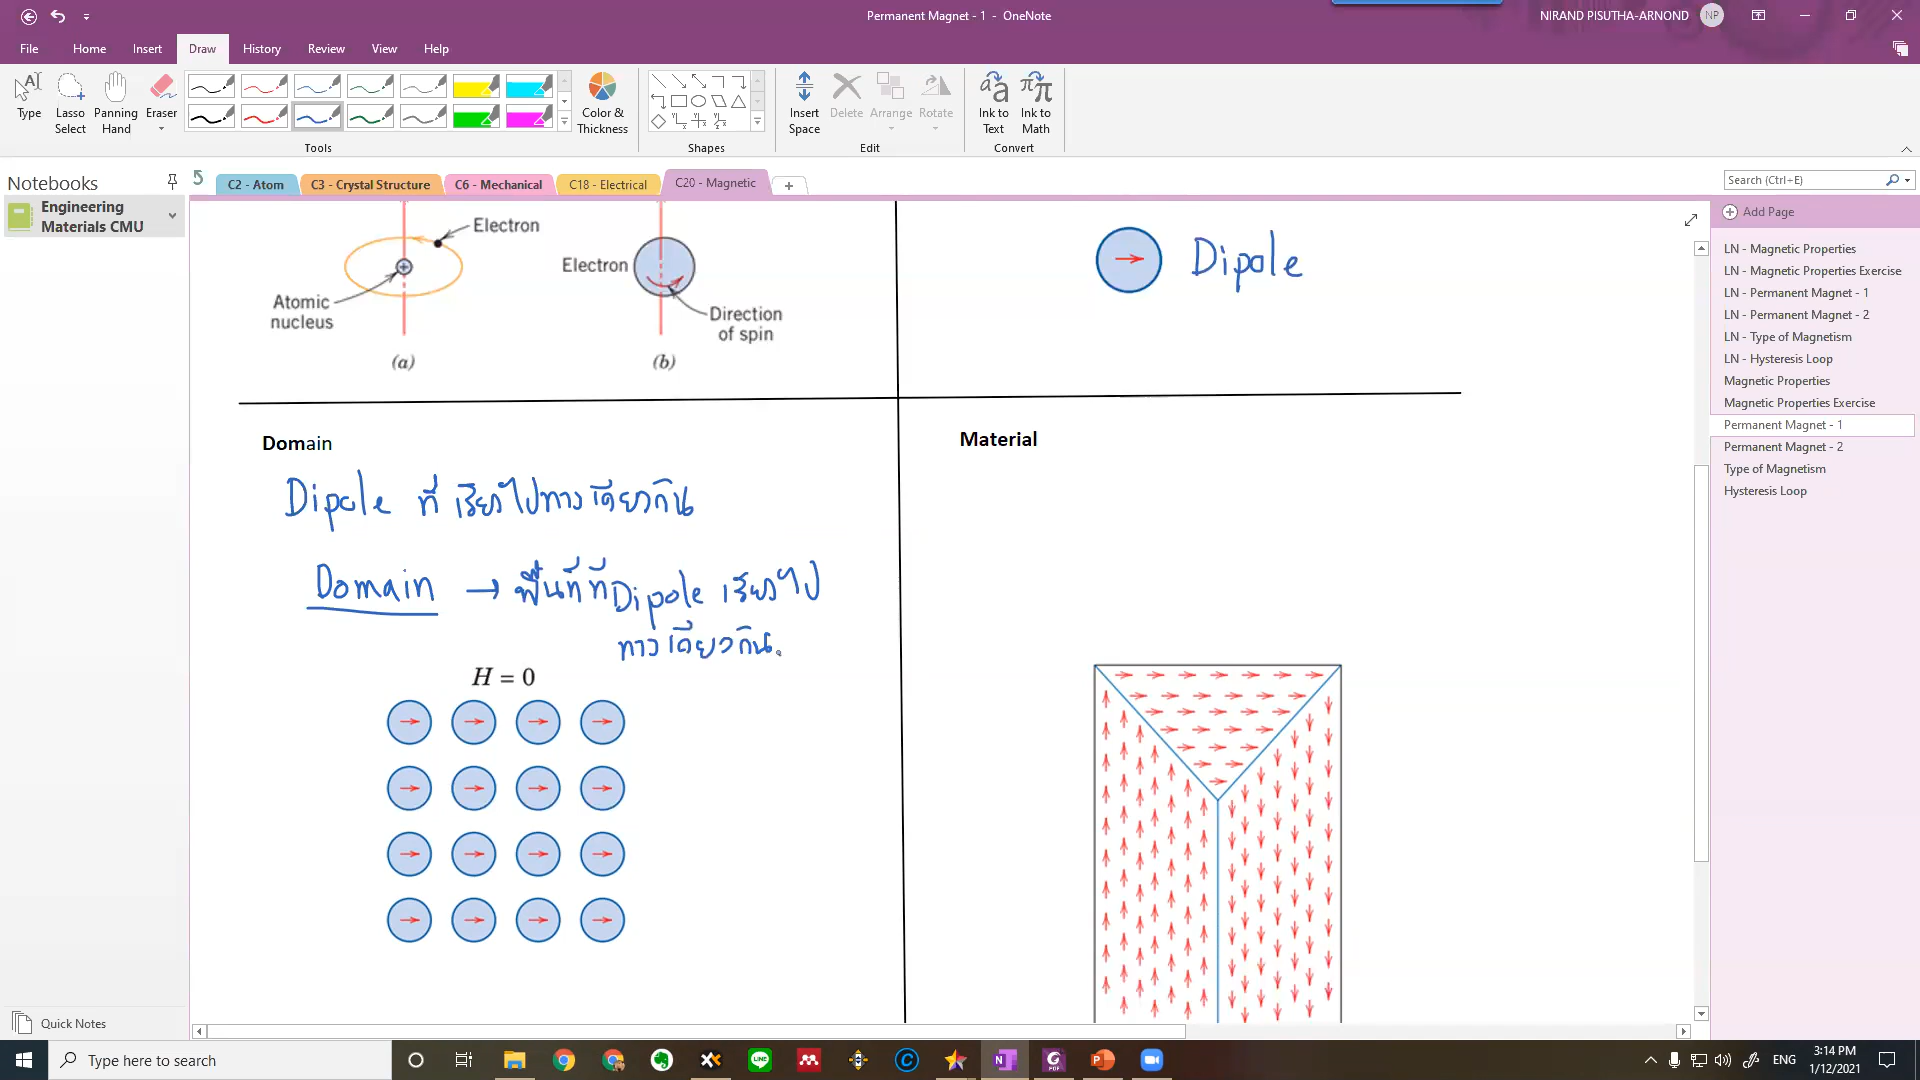 Permanent Magnet - 1 - OneNote
NIRAND PISUTHA-ARNOND NP
File Home Insert Draw History Review View Help
Type
Lasso Select
Panning Hand
Eraser
Color & Thickness
Insert Space
Delete
Arrange
Rotate
Ink to Text
Ink to Math
Tools
Shapes
Edit
Convert
Notebooks
C2 - Atom
C3 - Crystal Structure
C6 - Mechanical
C18 - Electrical
C20 - Magnetic
Search (Ctrl+E)
Engineering
Materials CMU
Add Page
LN - Magnetic Properties
LN - Magnetic Properties Exercise
LN - Permanent Magnet - 1
LN - Permanent Magnet - 2
LN - Type of Magnetism
LN - Hysteresis Loop
Magnetic Properties
Magnetic Properties Exercise
Permanent Magnet - 1
Permanent Magnet - 2
Type of Magnetism
Hysteresis Loop
Electron
Atomic
nucleus
(a)
Electron
Direction
of spin
(b)
Dipole
Domain
Dipole ที่ เรียงไปทางเดียวกัน
Domain → พื้นที่ที่ Dipole เรียงไป
ทางเดียวกัน.
H = 0
Material
Quick Notes
Type here to search
LINE
PDF
ENG
3:14 PM
1/12/2021